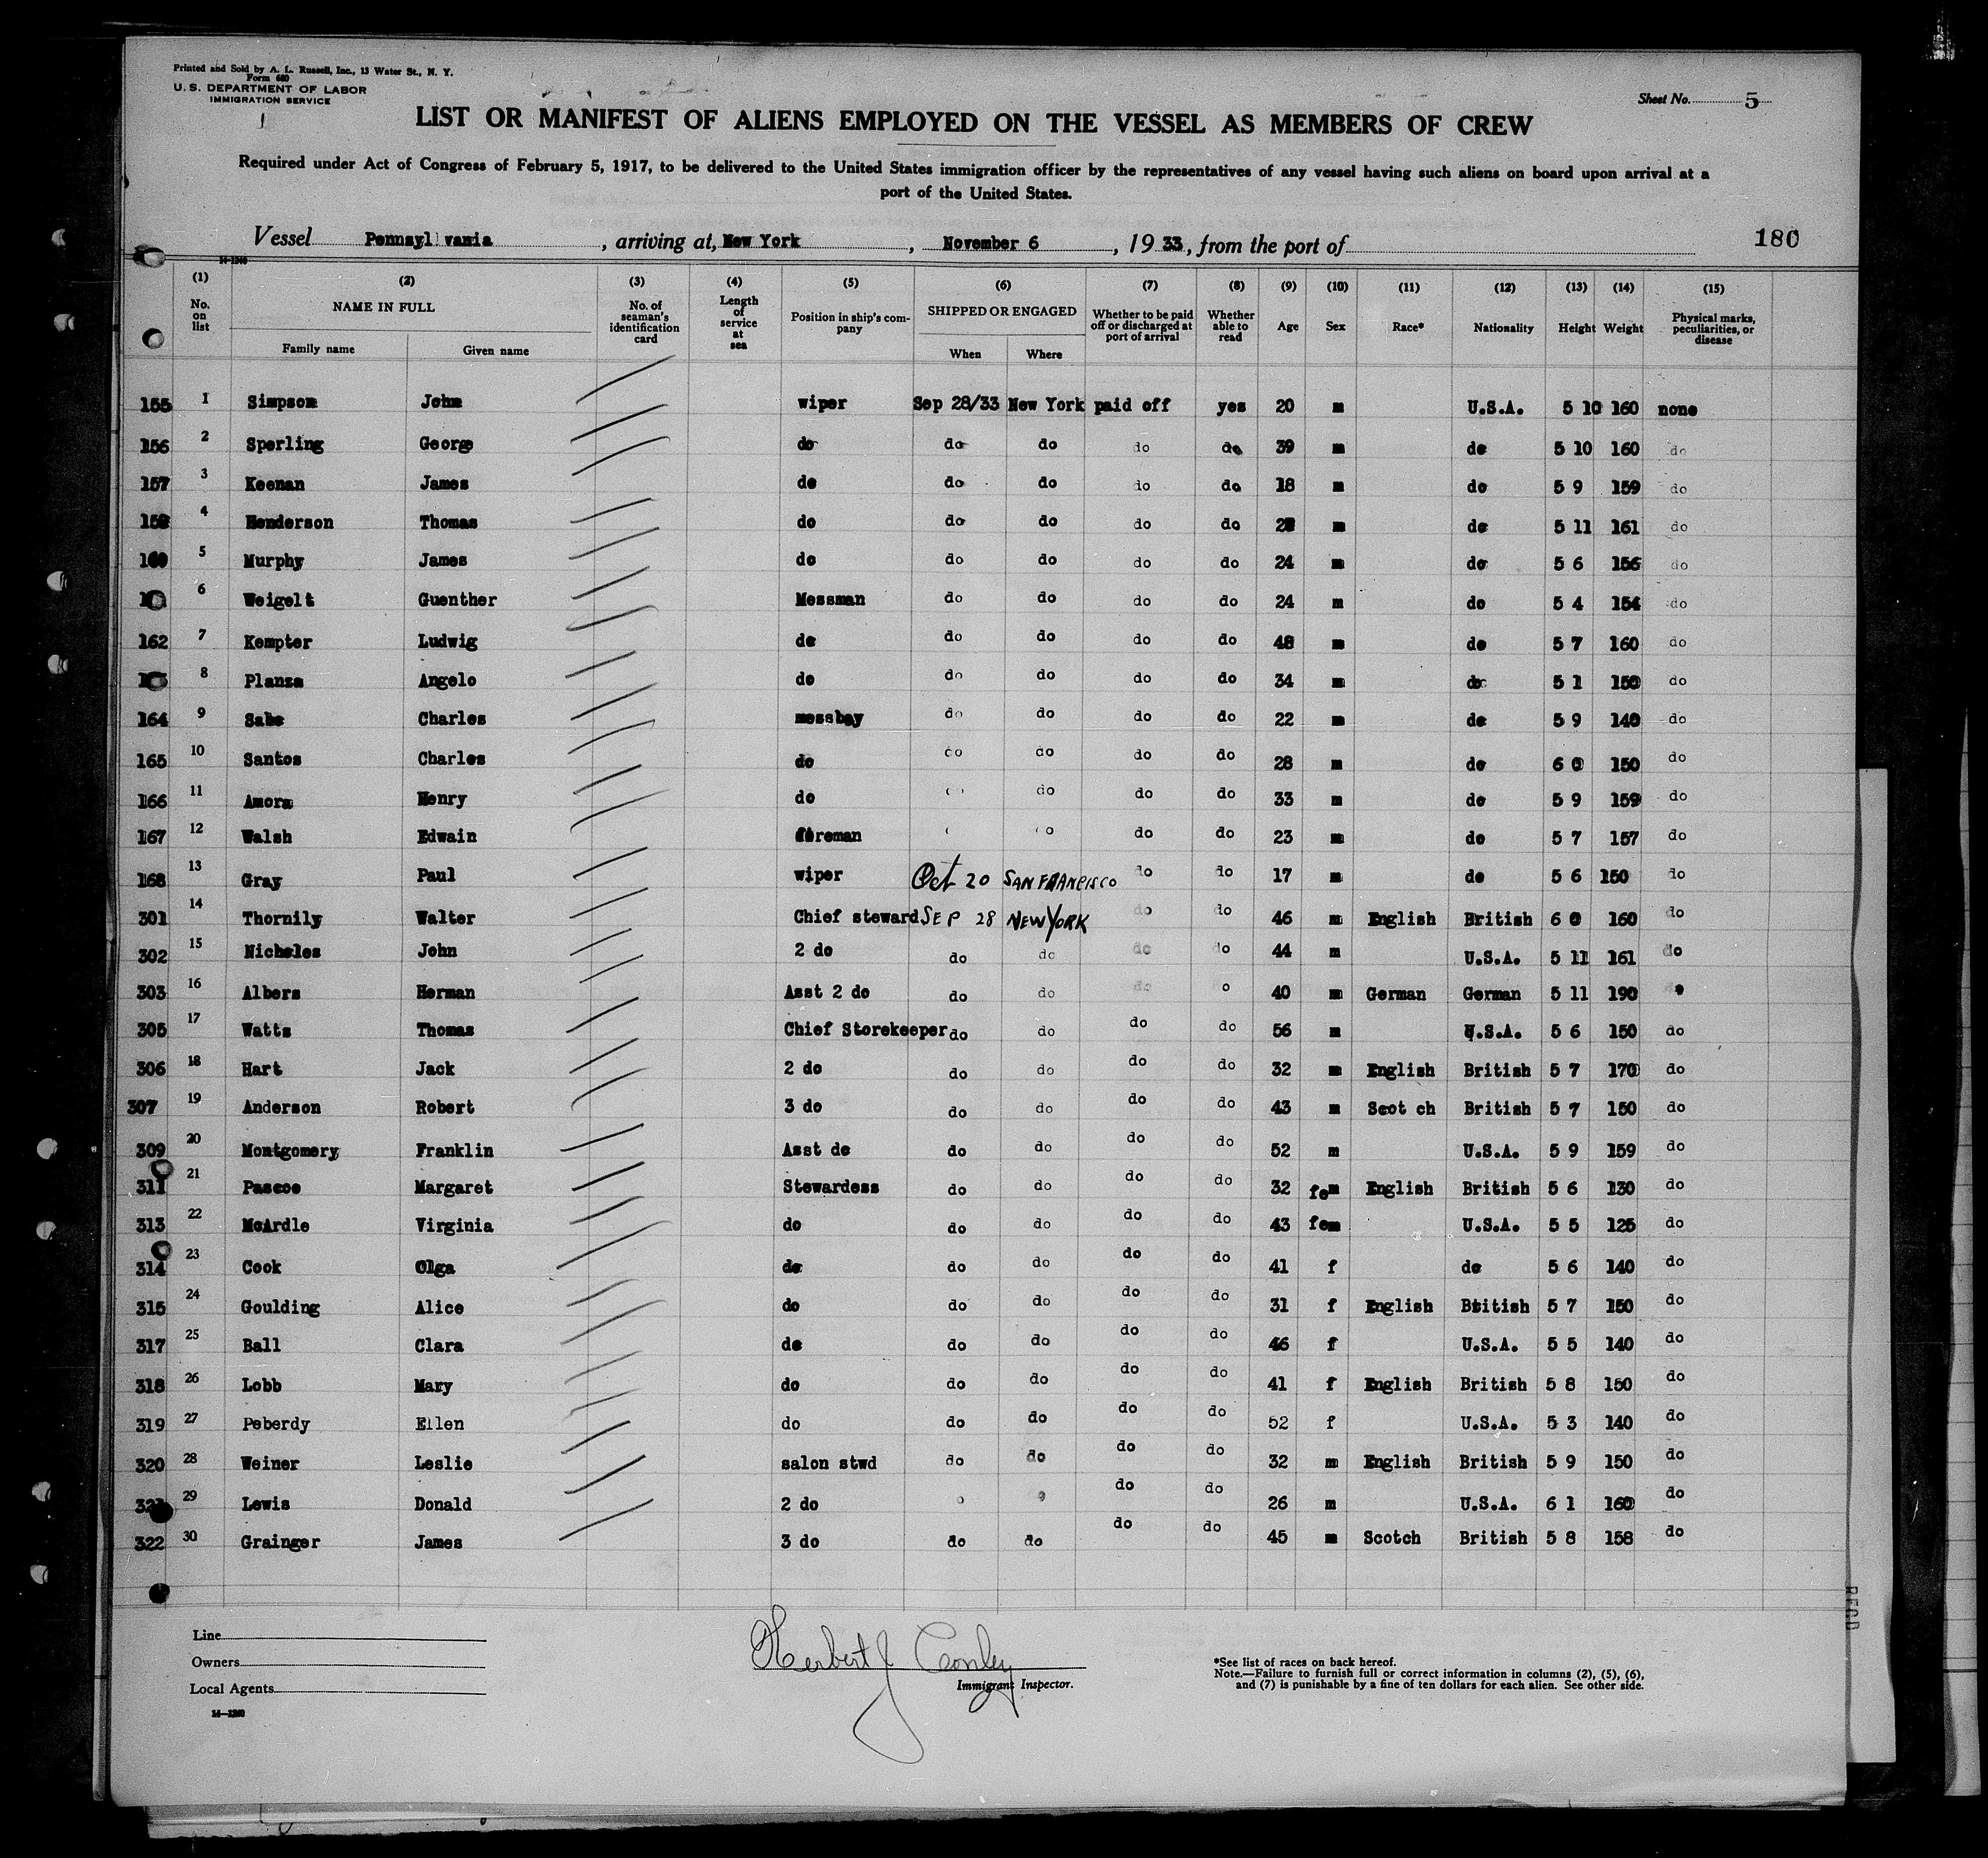 Printed and Sold by A. L. Russell, Inc., 13 Water St., N. Y.
Form 680
U. S. DEPARTMENT OF LABOR
IMMIGRATION SERVICE
Sheet No. 5
LIST OR MANIFEST OF ALIENS EMPLOYED ON THE VESSEL AS MEMBERS OF CREW
Required under Act of Congress of February 5, 1917, to be delivered to the United States immigration officer by the representatives of any vessel having such aliens on board upon arrival at a
port of the United States.
Vessel Pennsylvania, arriving at, New York, November 6, 1933, from the port of
180
14-1240
(1) (2) (3) (4) (5) (6) (7) (8) (9) (10) (11) (12) (13) (14) (15)
No. on list
NAME IN FULL
Family name
Given name
No. of seaman's identification card
Length of service at sea
Position in ship's company
SHIPPED OR ENGAGED
When
Where
Whether to be paid off or discharged at port of arrival
Whether able to read
Age
Sex
Race*
Nationality
Height
Weight
Physical marks, peculiarities, or disease
155 1 Simpson John wiper Sep 28/33 New York paid off yes 20 m U.S.A. 5 10 160 none
156 2 Sperling George do do do do do 39 m do 5 10 160 do
157 3 Keenan James do do do do do 18 m do 5 9 159 do
4 Henderson Thomas do do do do do m do 5 11 161 do
5 Murphy James do do do do do 24 m do 5 6 156 do
6 Weigelt Guenther Messman do do do do 24 m do 5 4 154 do
162 7 Kempter Ludwig do do do do do 48 m do 5 7 160 do
8 Planza Angelo do do do do do 34 m do 5 1 150 do
164 9 Sabe Charles messboy do do do do 22 m do 5 9 140 do
165 10 Santos Charles do do do do do 28 m do 6 0 150 do
166 11 Amora Henry do do do do 33 m do 5 9 159 do
167 12 Walsh Edwain fireman do do 23 m do 5 7 157 do
168 13 Gray Paul wiper Oct 20 SAN FRANCISCO do do 17 m do 5 6 150 do
301 14 Thornily Walter Chief steward SEP 28 NEW YORK do do 46 m English British 6 0 160 do
302 15 Nicholes John 2 do do do do do 44 m U.S.A. 5 11 161 do
303 16 Albers Herman Asst 2 do do do do 40 m German German 5 11 190
305 17 Watts Thomas Chief Storekeeper do do do do 56 m U.S.A. 5 6 150 do
306 18 Hart Jack 2 do do do do do 32 m English British 5 7 170 do
307 19 Anderson Robert 3 do do do do do 43 m Scot ch British 5 7 150 do
309 20 Montgomery Franklin Asst do do do do do 52 m U.S.A. 5 9 159 do
311 21 Pascoe Margaret Stewardess do do do do 32 fem English British 5 6 130 do
313 22 McArdle Virginia do do do do do 43 fem U.S.A. 5 5 125 do
314 23 Cook Olga do do do do do 41 f do 5 6 140 do
315 24 Goulding Alice do do do do do 31 f English Btitish 5 7 150 do
317 25 Ball Clara do do do do do 46 f U.S.A. 5 5 140 do
318 26 Lobb Mary do do do do do 41 f English British 5 8 150 do
319 27 Peberdy Ellen do do do do do 52 f U.S.A. 5 3 140 do
320 28 Weiner Leslie salon stwd do do do do 32 m English British 5 9 150 do
29 Lewis Donald 2 do do do 26 m U.S.A. 6 1 160 do
322 30 Grainger James 3 do do do do do 45 m Scotch British 5 8 158 do
Line
Owners
Local Agents
14—1240
Herbert J Conley
Immigrant Inspector.
*See list of races on back hereof.
Note.—Failure to furnish full or correct information in columns (2), (5), (6),
and (7) is punishable by a fine of ten dollars for each alien. See other side.